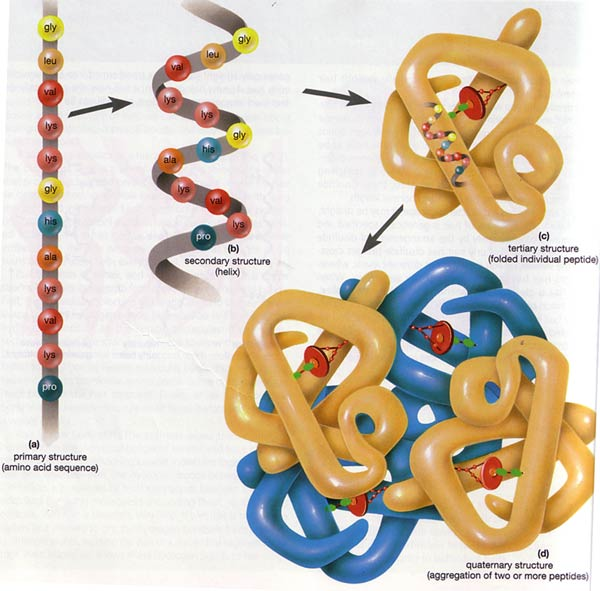 gly
leu
val
lys
lys
gly
his
ala
lys
val
lys
pro
(a)
primary structure
(amino acid sequence)
gly
leu
val
lys
lys
gly
his
ala
lys
val
lys
pro
(b)
secondary structure
(helix)
(c)
tertiary structure
(folded individual peptide)
(d)
quaternary structure
(aggregation of two or more peptides)